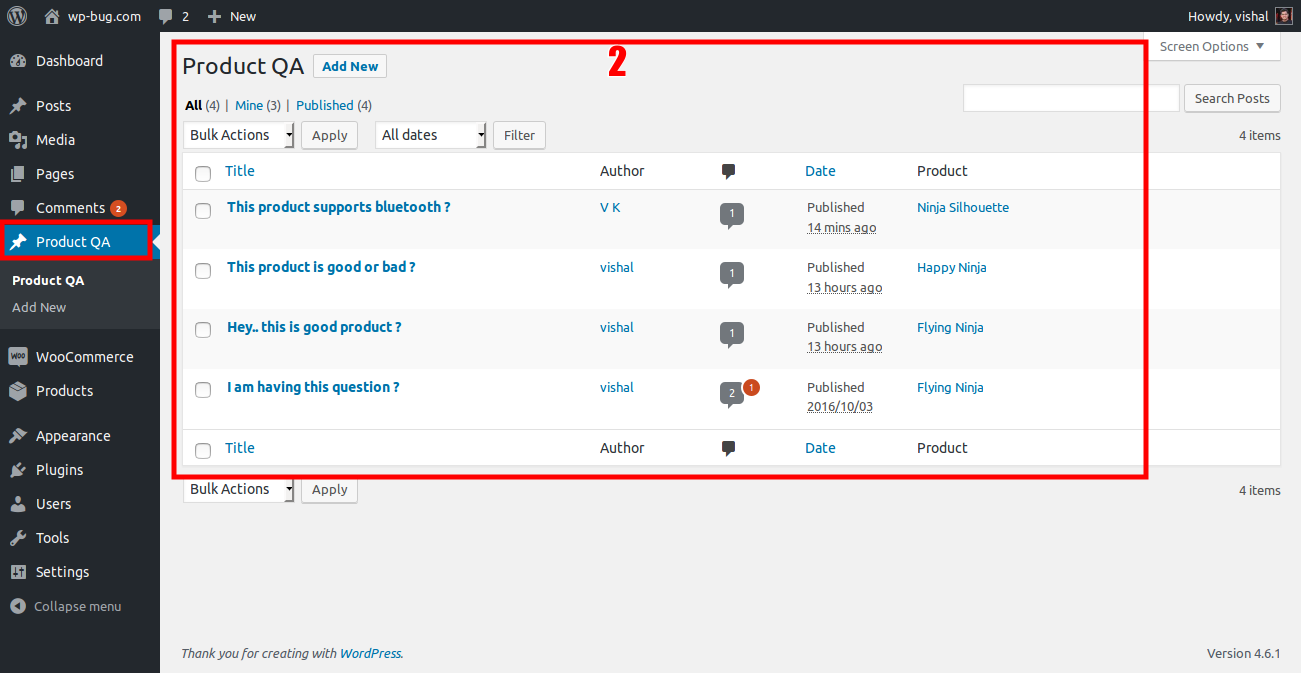 wp-bug.com 2 + New Howdy, vishal
Dashboard
Posts
Media
Pages
Comments 2
Product QA
Product QA
Add New
WOO WooCommerce
Products
Appearance
Plugins
Users
Tools
Settings
Collapse menu
2
Screen Options
Product QA Add New
All (4) | Mine (3) | Published (4)
Search Posts
Bulk Actions Apply All dates Filter 4 items
Title Author Date Product
This product supports bluetooth ? V K 1 Published Ninja Silhouette
14 mins ago
This product is good or bad ? vishal 1 Published Happy Ninja
13 hours ago
Hey.. this is good product ? vishal 1 Published Flying Ninja
13 hours ago
I am having this question ? vishal 2 1 Published Flying Ninja
2016/10/03
Title Author Date Product
Bulk Actions Apply 4 items
Thank you for creating with WordPress. Version 4.6.1